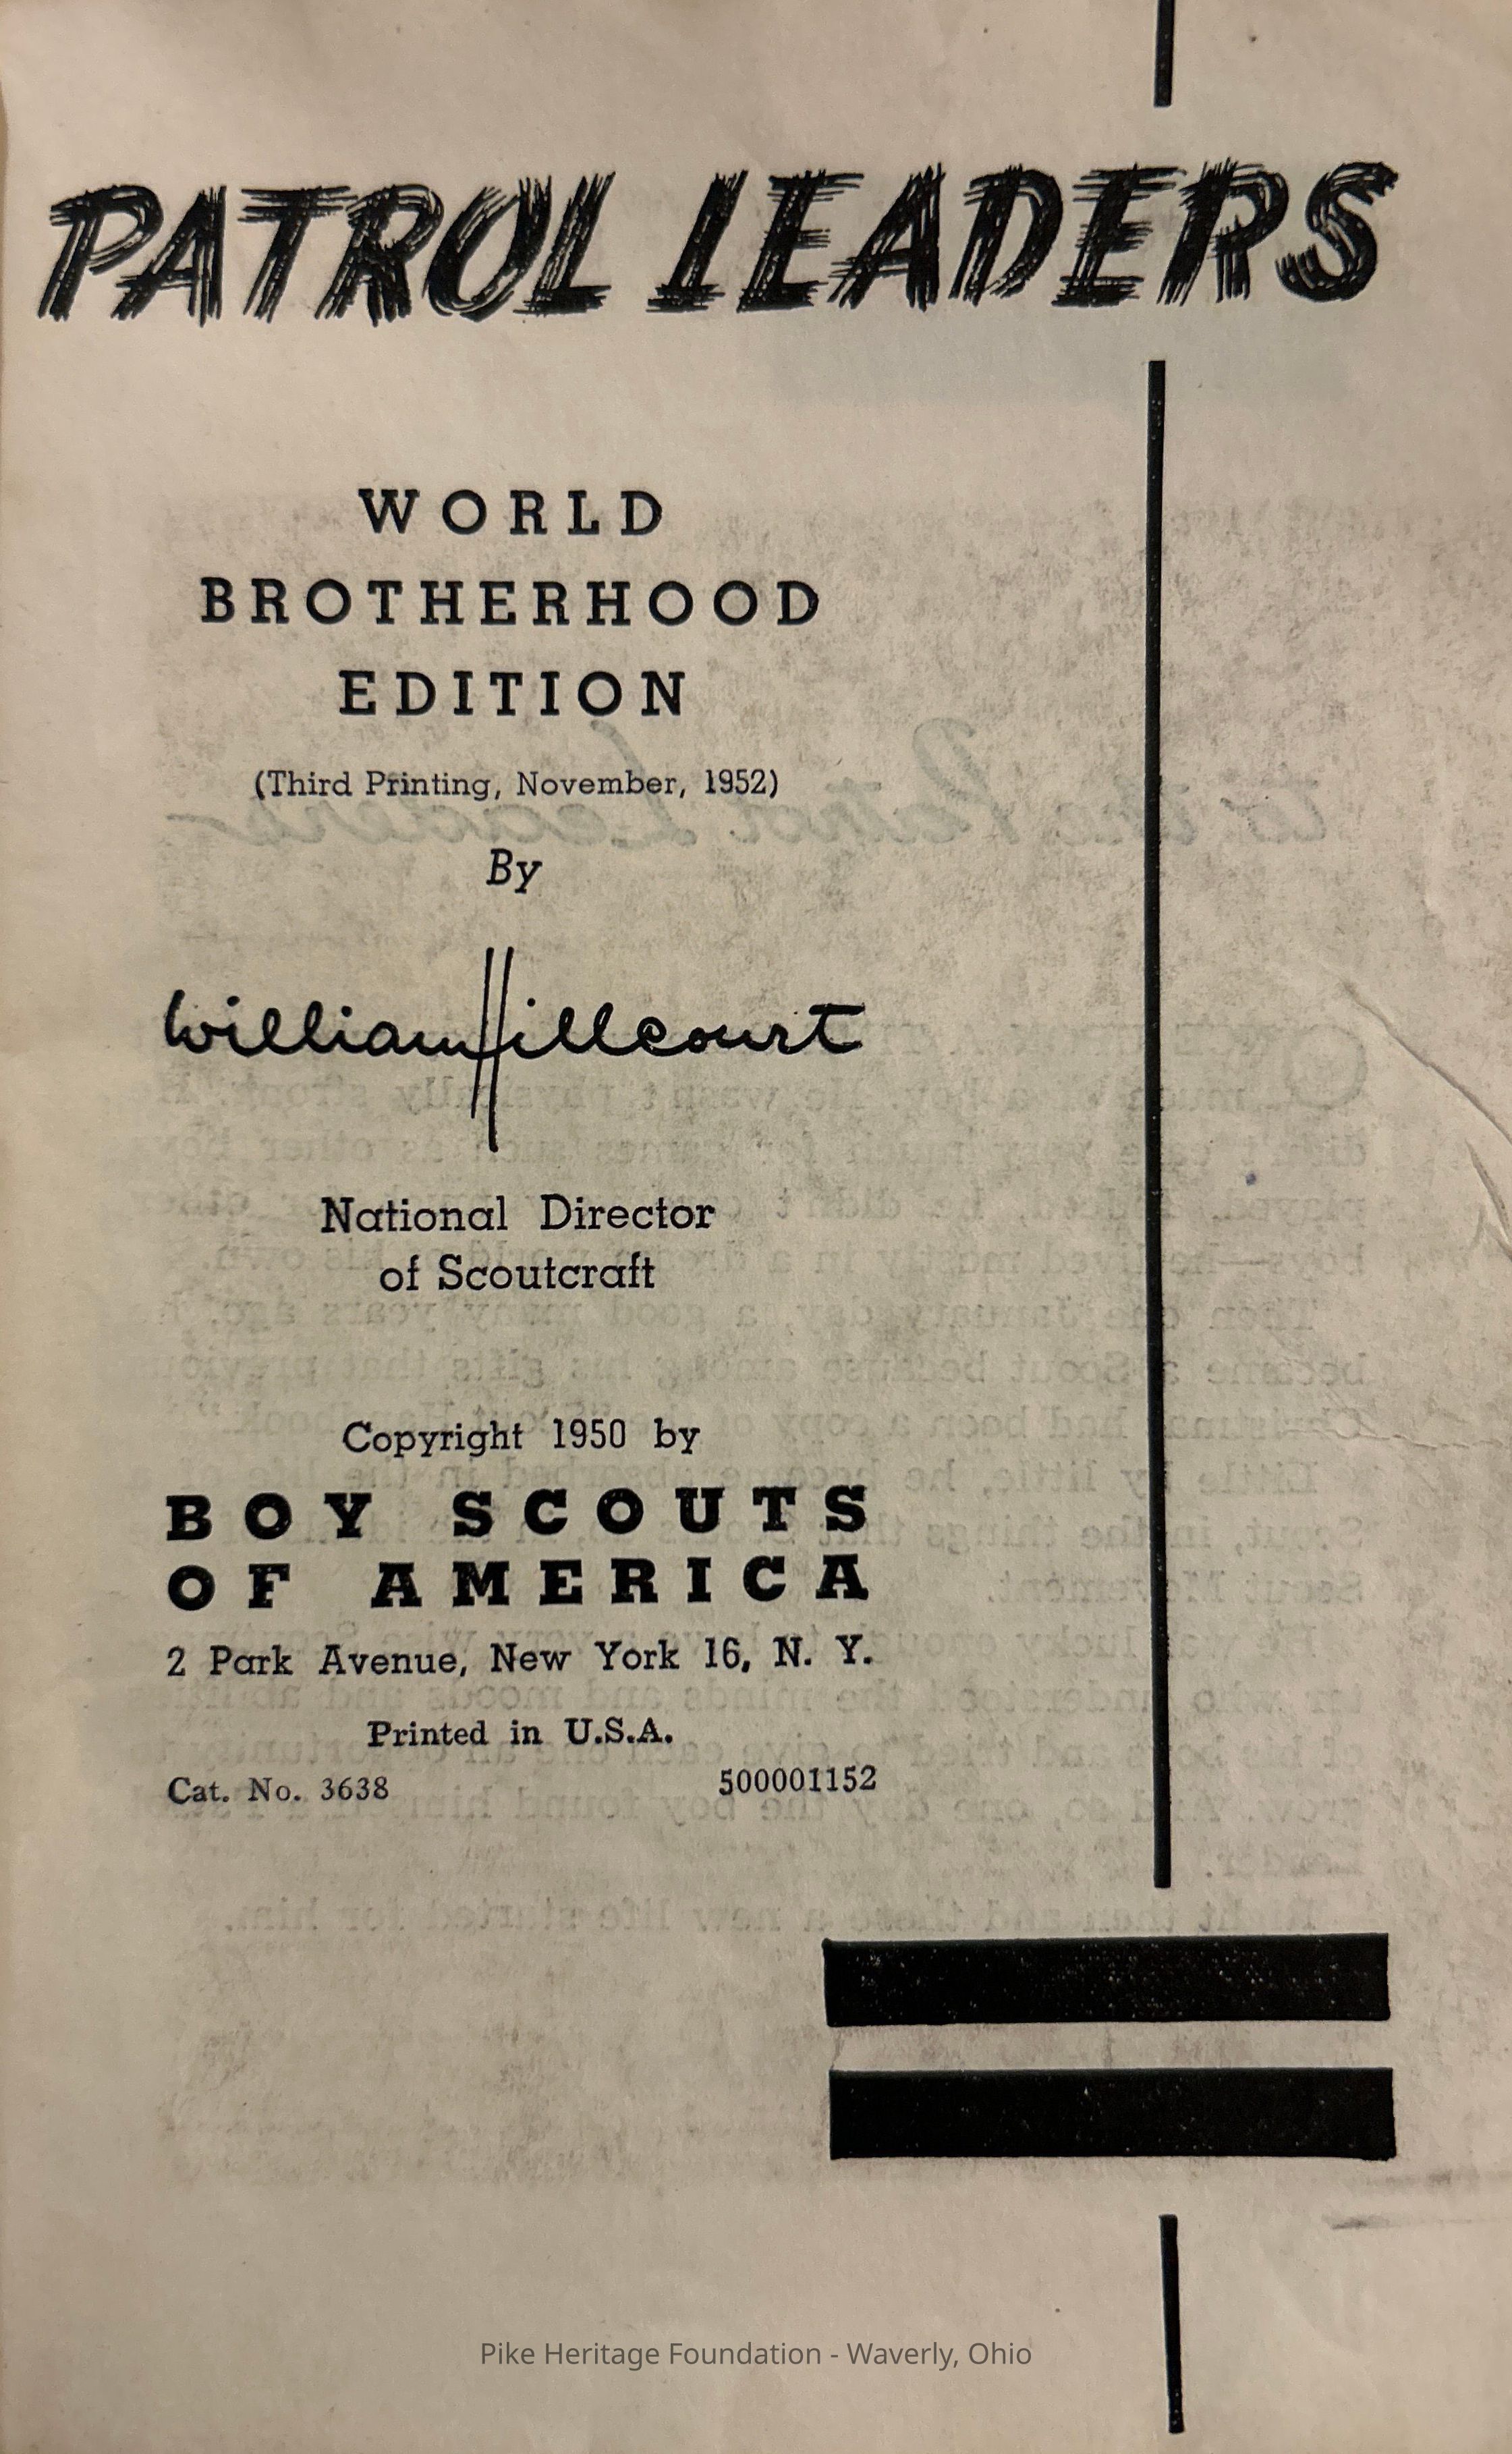 PATROL LEADERS
WORLD
BROTHERHOOD
EDITION
(Third Printing, November, 1952)
By
William Hillcourt
National Director
of Scoutcraft
Copyright 1950 by
BOY SCOUTS
OF AMERICA
2 Park Avenue, New York 16, N. Y.
Printed in U.S.A.
Cat. No. 3638 500001152
Pike Heritage Foundation - Waverly, Ohio